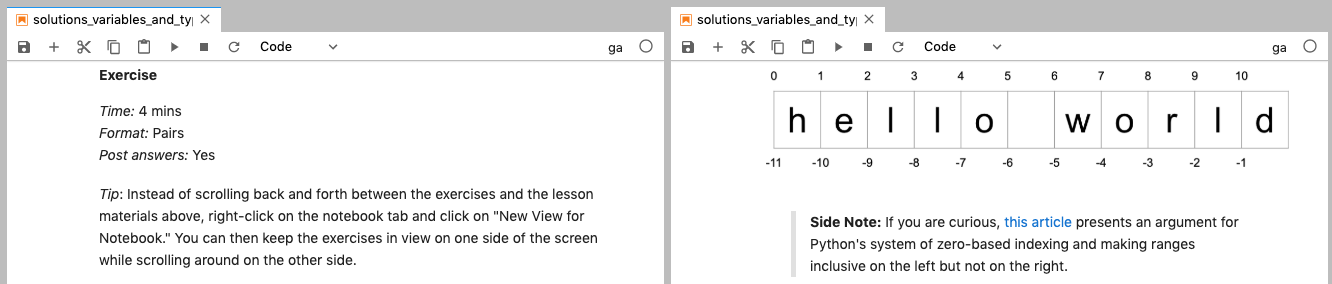 solutions_variables_and_ty
Code
ga
Exercise
Time: 4 mins
Format: Pairs
Post answers: Yes
Tip: Instead of scrolling back and forth between the exercises and the lesson
materials above, right-click on the notebook tab and click on "New View for
Notebook." You can then keep the exercises in view on one side of the screen
while scrolling around on the other side.
solutions_variables_and_ty
Code
ga
0 1 2 3 4 5 6 7 8 9 10
h e l l o w o r l d
-11 -10 -9 -8 -7 -6 -5 -4 -3 -2 -1
Side Note: If you are curious, this article presents an argument for
Python's system of zero-based indexing and making ranges
inclusive on the left but not on the right.